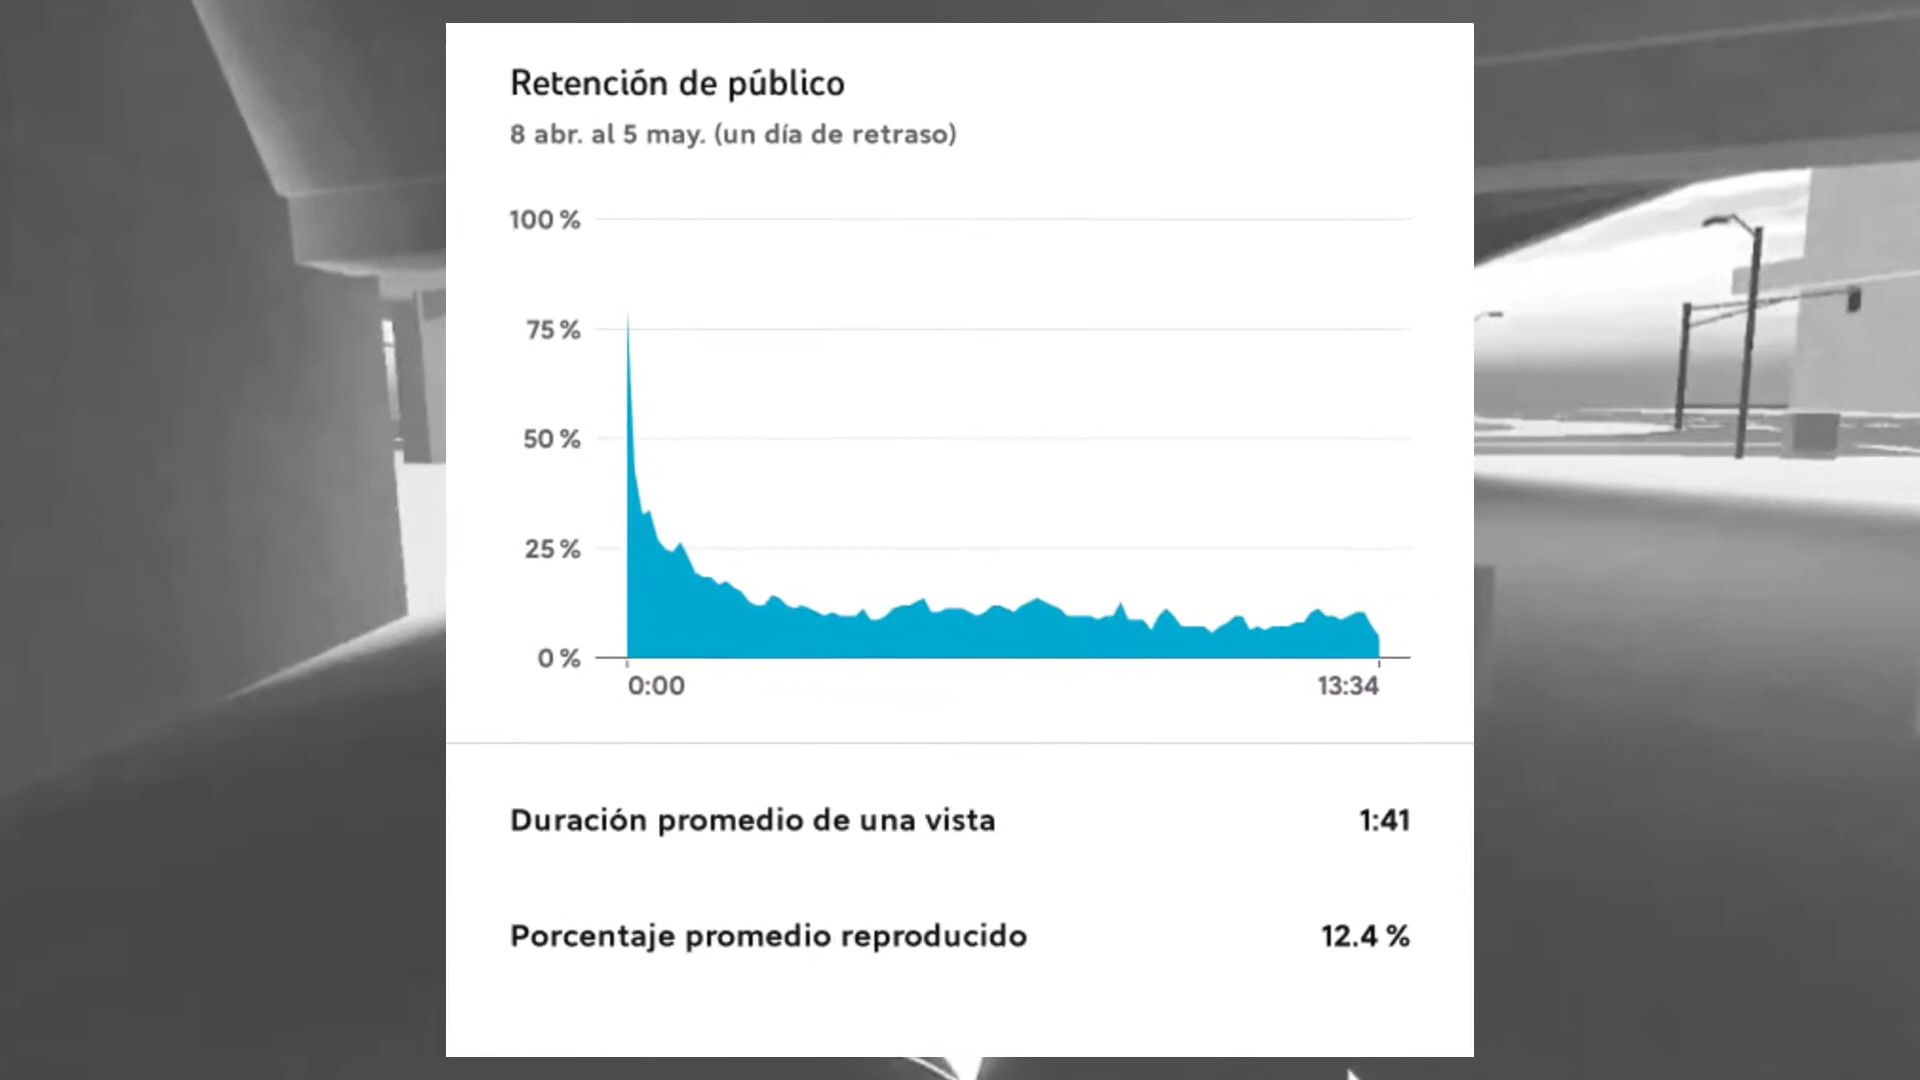 Retención de público
8 abr. al 5 may. (un día de retraso)
100 %
75 %
50 %
25 %
0 %
0:00 13:34
Duración promedio de una vista 1:41
Porcentaje promedio reproducido 12.4 %